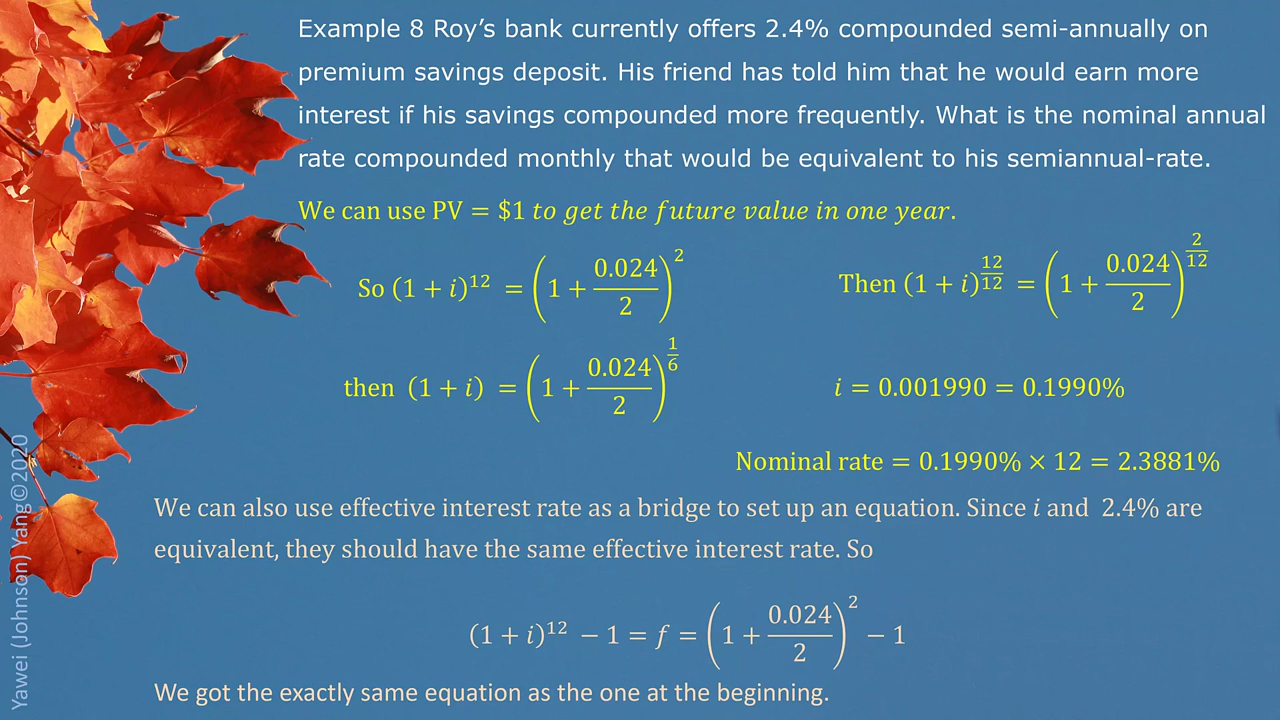 Example 8 Roy’s bank currently offers 2.4% compounded semi-annually on
premium savings deposit. His friend has told him that he would earn more
interest if his savings compounded more frequently. What is the nominal annual
rate compounded monthly that would be equivalent to his semiannual-rate.
We can use PV = $1 to get the future value in one year.
So (1 + i)^12 = (1 + 0.024/2)^2
Then (1 + i)^(12/12) = (1 + 0.024/2)^(2/12)
then (1 + i) = (1 + 0.024/2)^(1/6)
i = 0.001990 = 0.1990%
Nominal rate = 0.1990% × 12 = 2.3881%
We can also use effective interest rate as a bridge to set up an equation. Since i and 2.4% are
equivalent, they should have the same effective interest rate. So
(1 + i)^12 − 1 = f = (1 + 0.024/2)^2 − 1
We got the exactly same equation as the one at the beginning.
Yawei (Johnson) Yang©2020